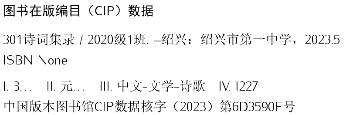 图书在版编目（CIP）数据
301诗词集录 / 2020级1班. –绍兴：绍兴市第一中学，2023.5
ISBN \one
I. 3… II. 元… III. 中文-文学-诗歌 IV. I227
中国版本图书馆CIP数据核字（2023）第6D3590E号